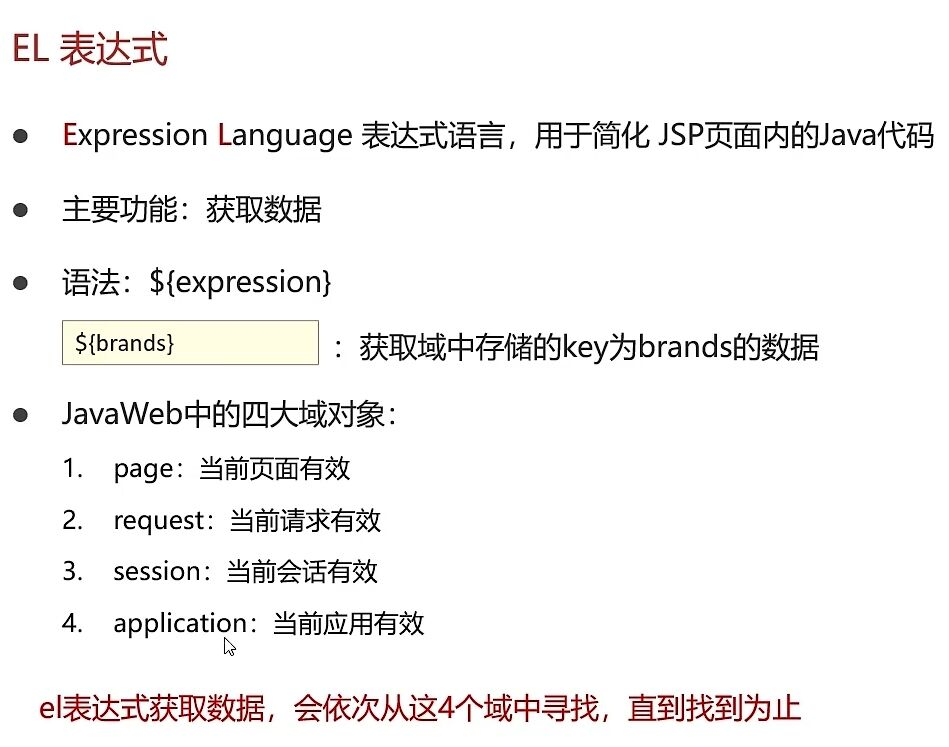 EL 表达式
● Expression Language 表达式语言，用于简化 JSP页面内的Java代码
● 主要功能：获取数据
● 语法：${expression}
${brands} ：获取域中存储的key为brands的数据
● JavaWeb中的四大域对象：
1. page：当前页面有效
2. request：当前请求有效
3. session：当前会话有效
4. application：当前应用有效
el表达式获取数据，会依次从这4个域中寻找，直到找到为止